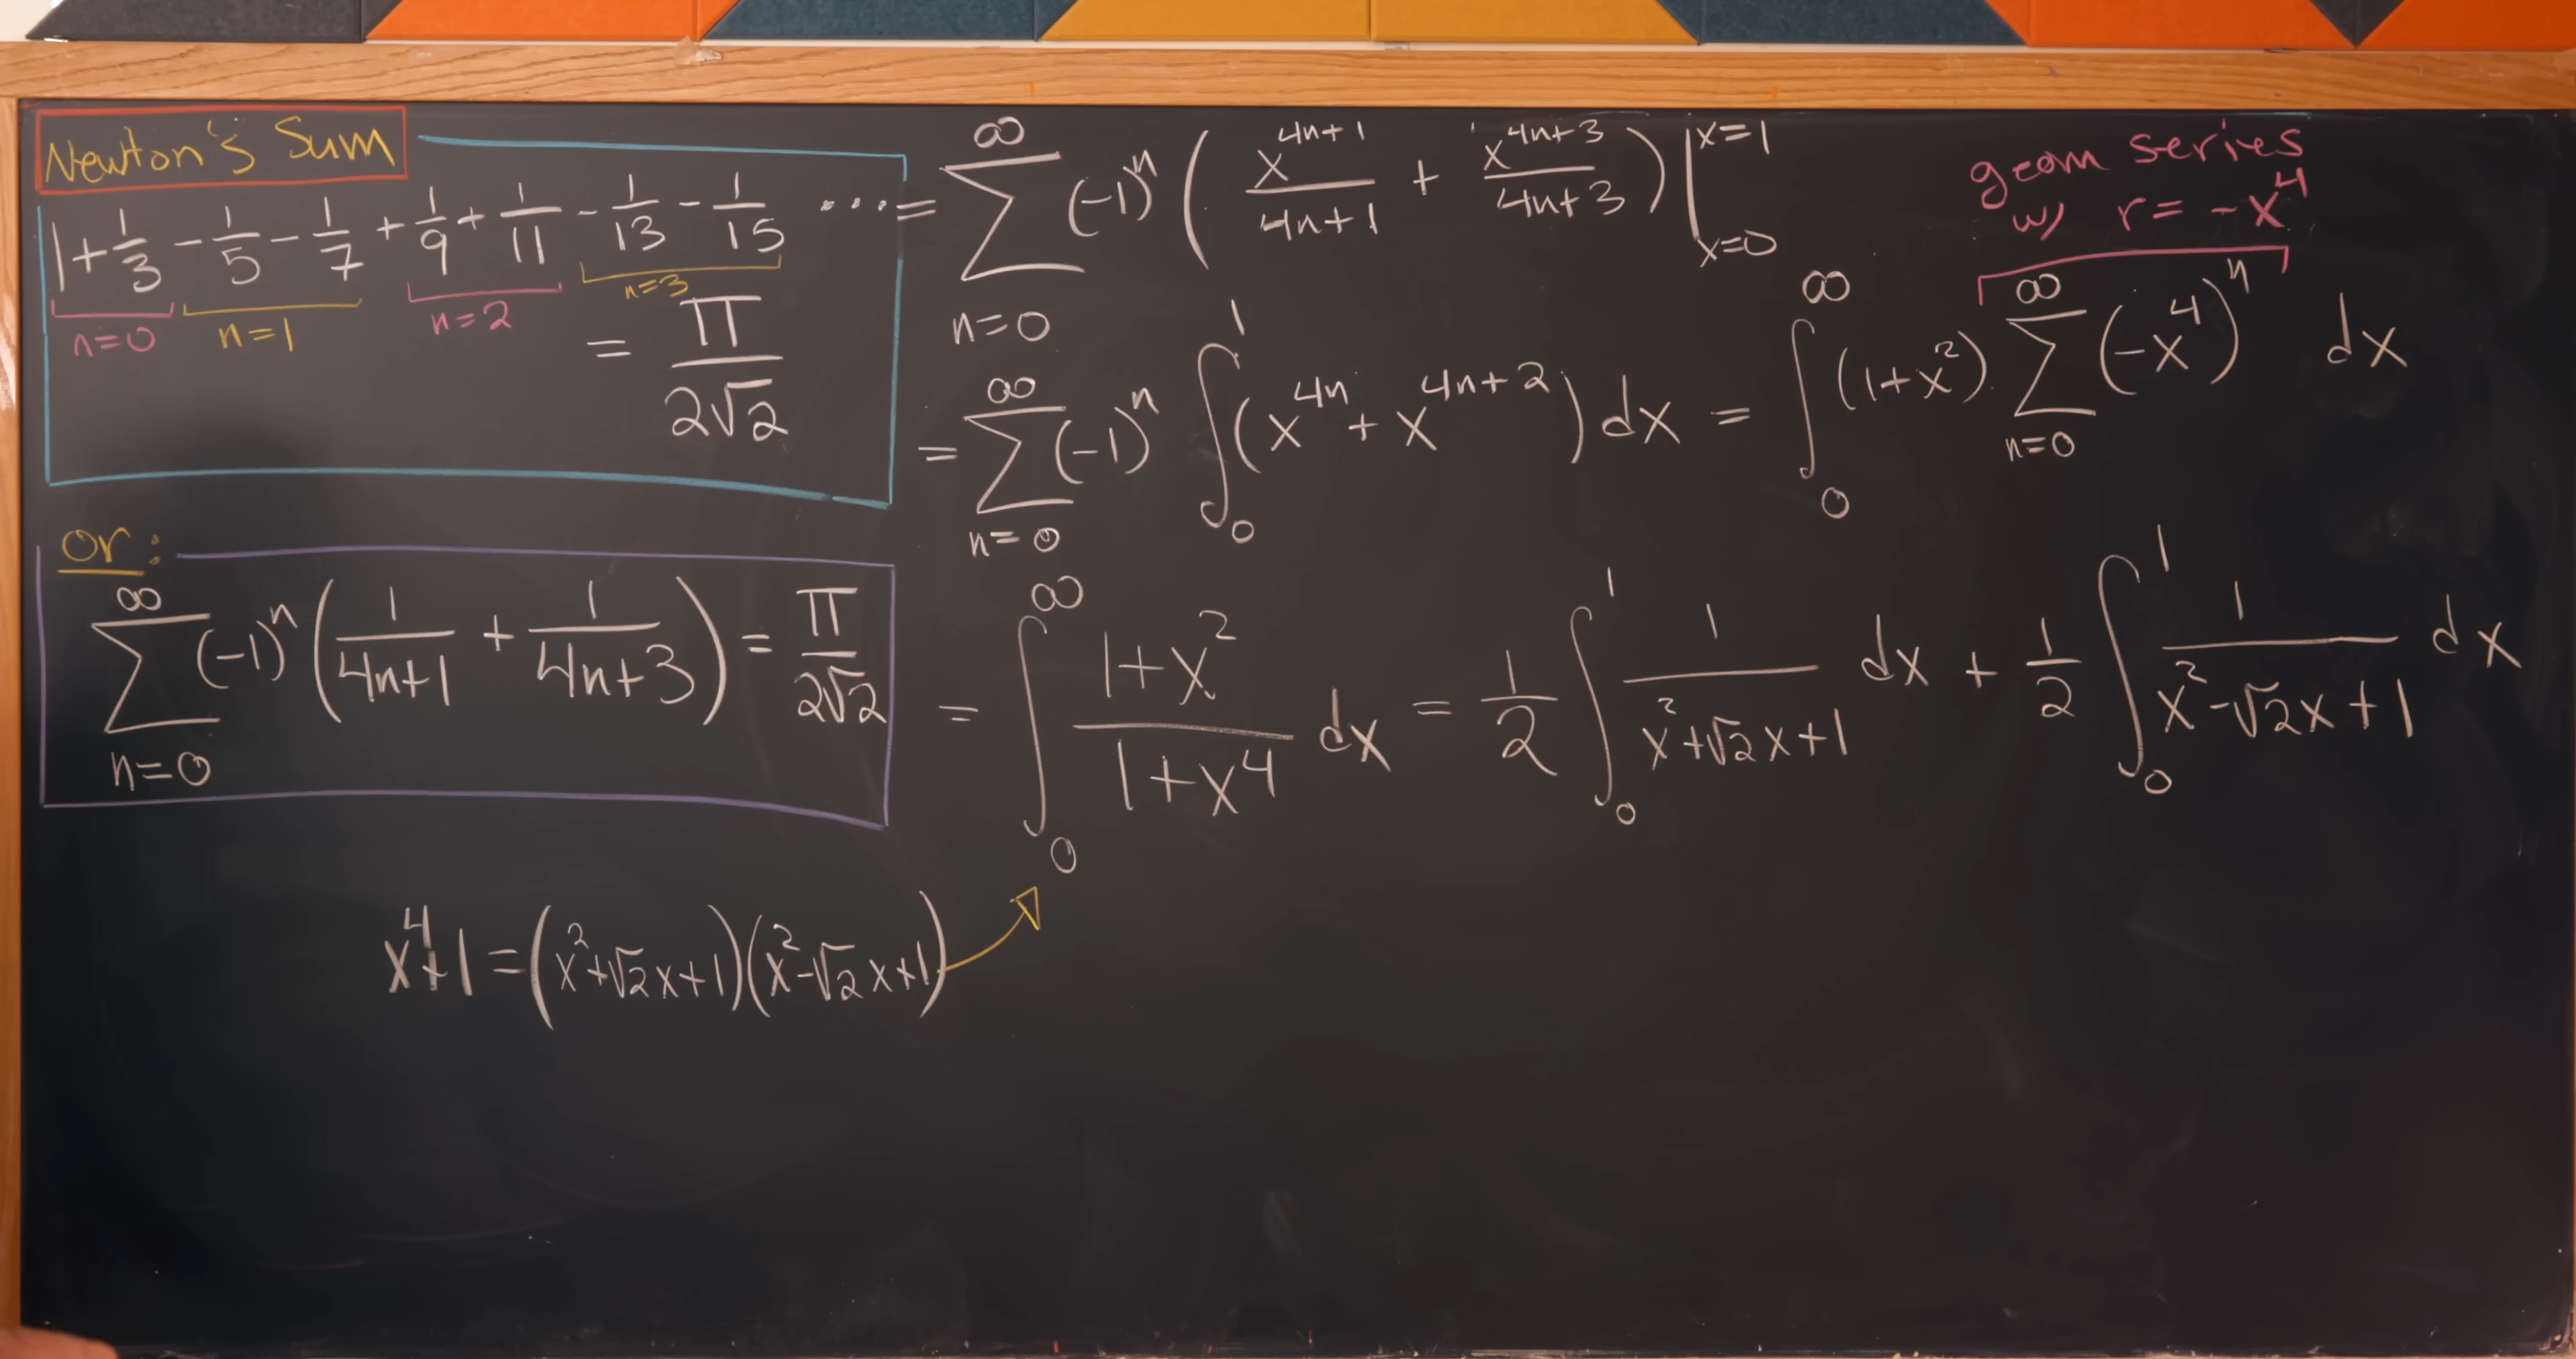 Newton's Sum
1 + 1/3 - 1/5 - 1/7 + 1/9 + 1/11 - 1/13 - 1/15 ... = ∑_{n=0}^{∞} (-1)^n ( x^{4n+1}/(4n+1) + x^{4n+3}/(4n+3) ) |_{x=0}^{x=1}
n=0 n=1 n=2 n=3
= π/(2√2)
geom series
w/ r = -x^4
= ∑_{n=0}^{∞} (-1)^n ∫_0^1 (x^{4n} + x^{4n+2}) dx = ∫_0^∞ (1+x^2) ∑_{n=0}^{∞} (-x^4)^n dx
or:
∑_{n=0}^{∞} (-1)^n ( 1/(4n+1) + 1/(4n+3) ) = π/(2√2)
= ∫_0^∞ (1+x^2)/(1+x^4) dx = 1/2 ∫_0^1 1/(x^2+√2x+1) dx + 1/2 ∫_0^1 1/(x^2-√2x+1) dx
x^4+1 = (x^2+√2x+1)(x^2-√2x+1)